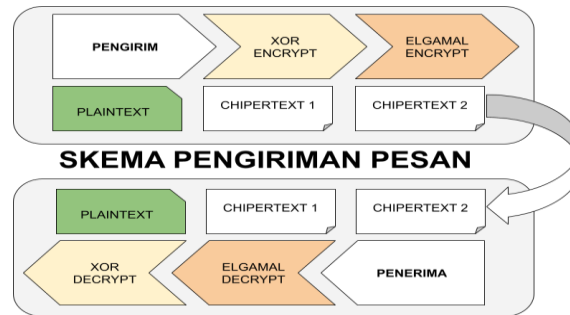 PENGIRIM
XOR
ENCRYPT
ELGAMAL
ENCRYPT
PLAINTEXT
CHIPERTEXT 1
CHIPERTEXT 2
SKEMA PENGIRIMAN PESAN
PLAINTEXT
CHIPERTEXT 1
CHIPERTEXT 2
XOR
DECRYPT
ELGAMAL
DECRYPT
PENERIMA